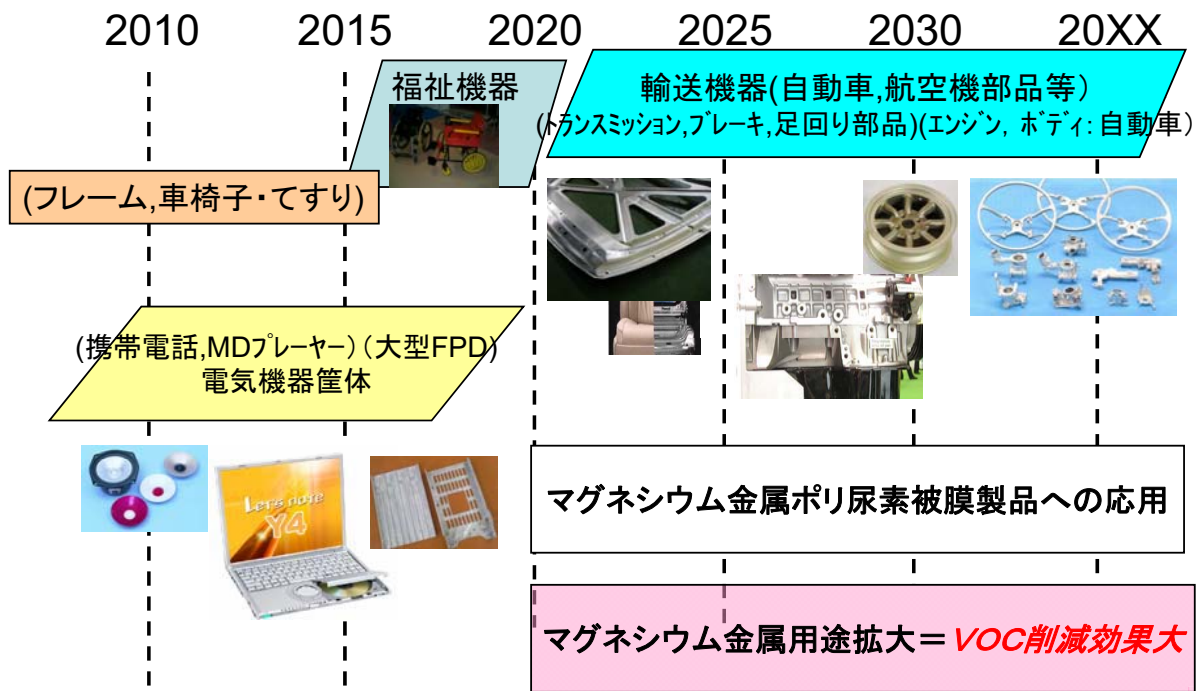 2010 2015 2020 2025 2030 20XX
福祉機器
輸送機器(自動車,航空機部品等)
(ﾄランスミッション,ブレーキ,足回り部品)(エンジン, ﾎﾞﾃﾞｨ:自動車)
(フレーム,車椅子・てすり)
(携帯電話,MDﾌﾟﾚｰﾔｰ)(大型FPD)
電気機器筐体
Let's note
Y4
マグネシウム金属ポリ尿素被膜製品への応用
マグネシウム金属用途拡大=VOC削減効果大